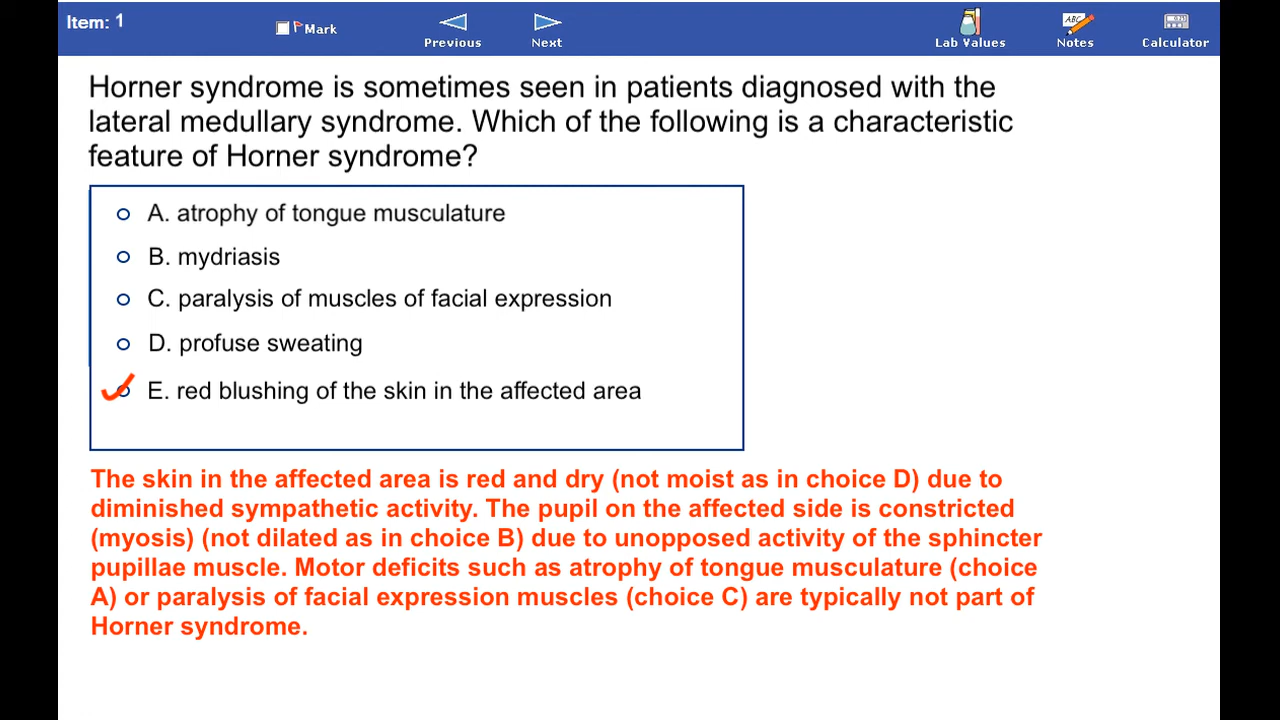 Item: 1
Mark
Previous
Next
Lab Values
Notes
Calculator
Horner syndrome is sometimes seen in patients diagnosed with the
lateral medullary syndrome. Which of the following is a characteristic
feature of Horner syndrome?
A. atrophy of tongue musculature
B. mydriasis
C. paralysis of muscles of facial expression
D. profuse sweating
E. red blushing of the skin in the affected area
The skin in the affected area is red and dry (not moist as in choice D) due to
diminished sympathetic activity. The pupil on the affected side is constricted
(myosis) (not dilated as in choice B) due to unopposed activity of the sphincter
pupillae muscle. Motor deficits such as atrophy of tongue musculature (choice
A) or paralysis of facial expression muscles (choice C) are typically not part of
Horner syndrome.